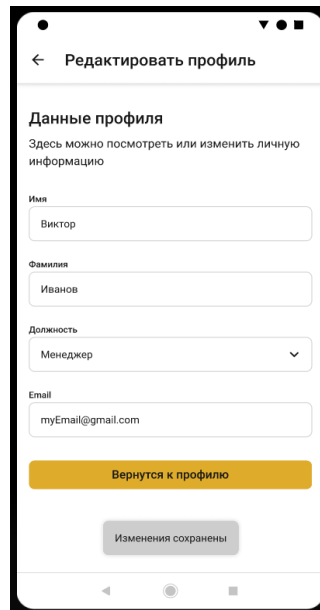 Редактировать профиль
Данные профиля
Здесь можно посмотреть или изменить личную
информацию
Имя
Виктор
Фамилия
Иванов
Должность
Менеджер
Email
myEmail@gmail.com
Вернутся к профилю
Изменения сохранены